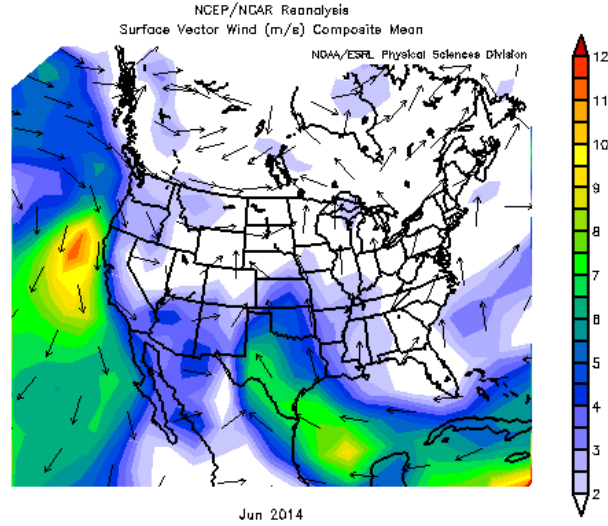 NCEP/NCAR Reanalysis
Surface Vector Wind (m/s) Composite Mean
NOAA/ESRL Physical Sciences Division
12
11
10
9
8
7
6
5
4
3
2
Jun 2014